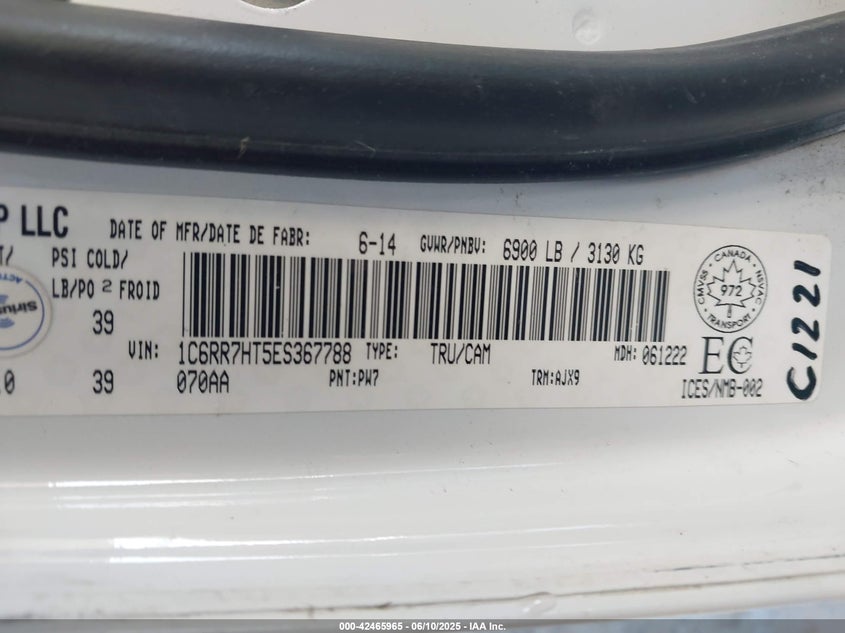 P LLC
DATE OF MFR/DATE DE FABR: 6-14 GVWR/PNBV: 6900 LB / 3130 KG
PSI COLD/
LB/PO 2 FROID
39
VIN: 1C6RR7HT5ES367788 TYPE: TRU/CAM MDH: 061222
39 070AA PNT:PW7 TRM:AJX9
CANADA
CMVSS NSVAC
972
TRANSPORT
EC
ICES/NMB-002
C1221
Sirius
ACTI
000-42465965 - 06/10/2025 - IAA Inc.